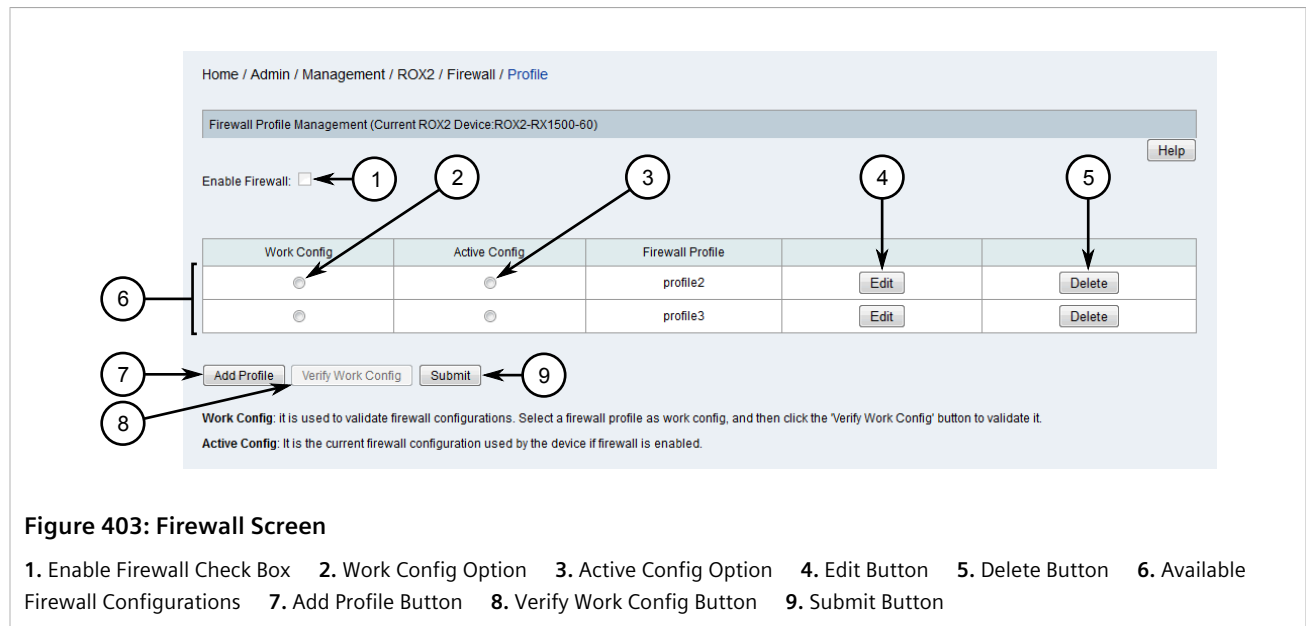 Home / Admin / Management / ROX2 / Firewall / Profile
Firewall Profile Management (Current ROX2 Device:ROX2-RX1500-60)
Help
Enable Firewall:
1
2
3
4
5
Work Config
Active Config
Firewall Profile
profile2
Edit
Delete
6
profile3
Edit
Delete
7
Add Profile
Verify Work Config
Submit
9
8
Work Config: it is used to validate firewall configurations. Select a firewall profile as work config, and then click the 'Verify Work Config' button to validate it.
Active Config: It is the current firewall configuration used by the device if firewall is enabled.
Figure 403: Firewall Screen
1. Enable Firewall Check Box 2. Work Config Option 3. Active Config Option 4. Edit Button 5. Delete Button 6. Available
Firewall Configurations 7. Add Profile Button 8. Verify Work Config Button 9. Submit Button